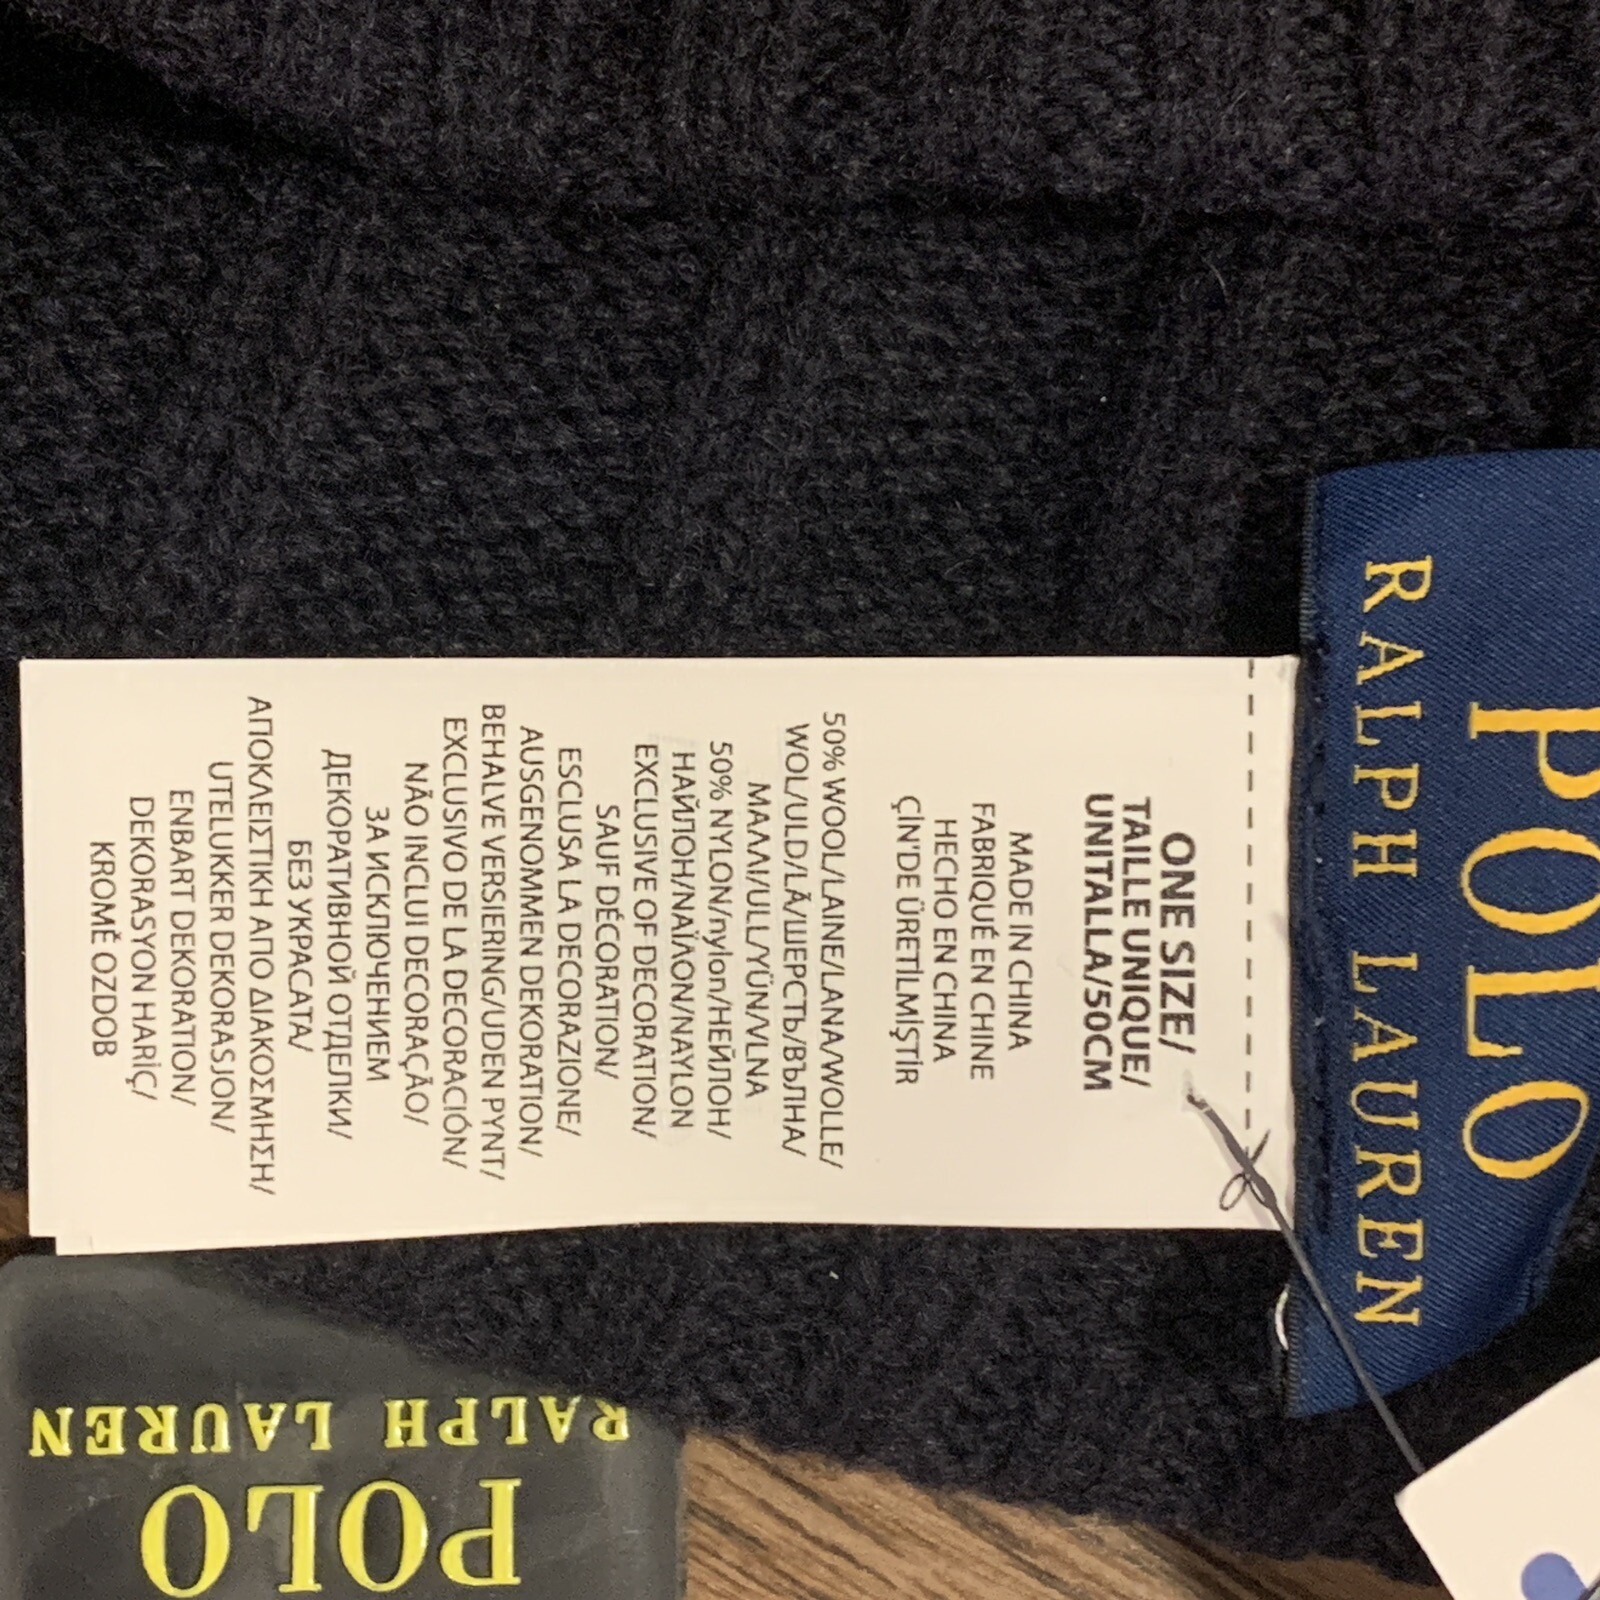 POLO
RALPH LAUREN
ONE SIZE/
TAILLE UNIQUE/
UNITALLA/50CM
MADE IN CHINA
FABRIQUÉ EN CHINE
HECHO EN CHINA
ÇİN'DE ÜRETİLMİŞTİR
50% WOOL/LAINE/LANA/WOLLE/
WOL/ULD/LÃ/ШЕРСТЬ/ВЪЛНА/
ΜΑΛΛΙ/ULL/YÜN/VLNA
50% NYLON/nylon/НЕЙЛОН/
НАЙЛОН/ΝΑΪΛΟΝ/NAYLON
EXCLUSIVE OF DECORATION/
SAUF DÉCORATION/
ESCLUSA LA DECORAZIONE/
AUSGENOMMEN DEKORATION/
BEHALVE VERSIERING/UDEN PYNT/
EXCLUSIVO DE LA DECORACIÓN/
NÃO INCLUI DECORAÇÃO/
ЗА ИСКЛЮЧЕНИЕМ
ДЕКОРАТИВНОЙ ОТДЕЛКИ/
БЕЗ УКРАСАТА/
ΑΠΟΚΛΕΙΣΤΙΚΗ ΑΠΟ ΔΙΑΚΟΣΜΗΣΗ/
UTELUKKER DEKORASJON/
ENBART DEKORATION/
DEKORASYON HARİÇ/
KROMĚ OZDOB
POLO
RALPH LAUREN